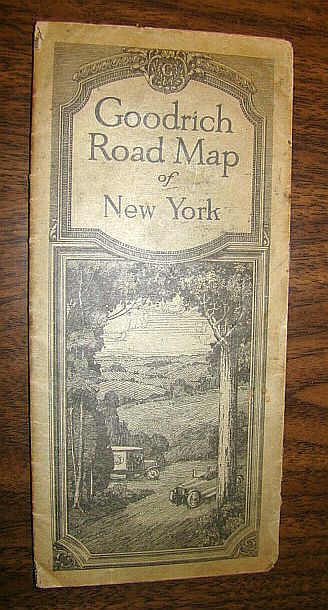 Goodrich
Road Map
of
New York